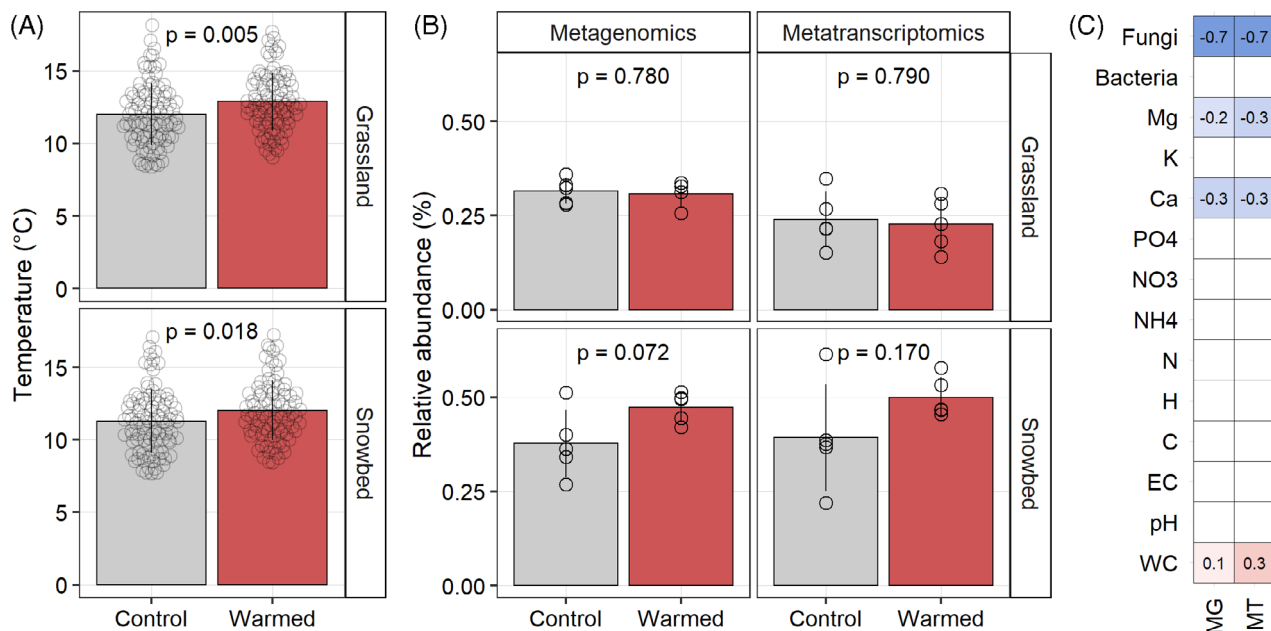 (A)
Temperature (°C)
p = 0.005
15
10
5
0
Grassland
p = 0.018
15
10
5
0
Snowbed
Control Warmed
(B)
Relative abundance (%)
Metagenomics Metatranscriptomics
p = 0.780 p = 0.790
0.50
0.25
0.00
Grassland
p = 0.072 p = 0.170
0.50
0.25
0.00
Snowbed
Control Warmed Control Warmed
(C)
Fungi -0.7 -0.7
Bacteria
Mg -0.2 -0.3
K
Ca -0.3 -0.3
PO4
NO3
NH4
N
H
C
EC
pH
WC 0.1 0.3
MG MT